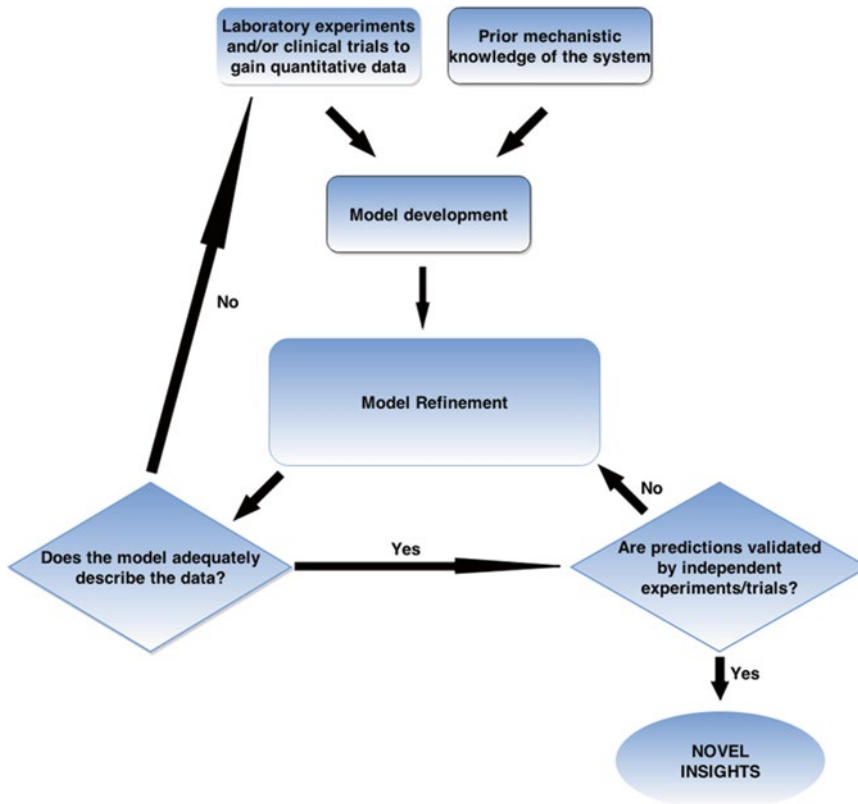 Laboratory experiments
and/or clinical trials to
gain quantitative data
Prior mechanistic
knowledge of the system
Model development
No
Model Refinement
No
Does the model adequately
describe the data?
Yes
Are predictions validated
by independent
experiments/trials?
Yes
NOVEL
INSIGHTS